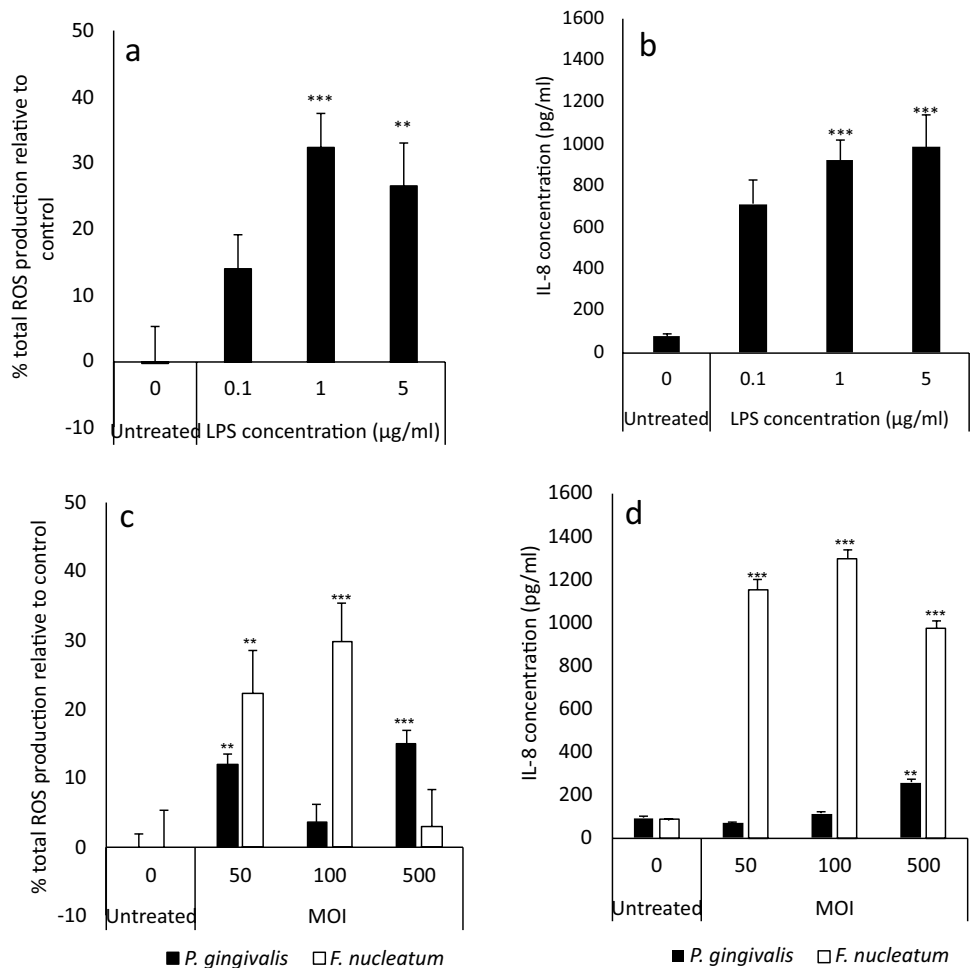 a
% total ROS production relative to
control
50
40
30
20
10
0
-10
***
**
0
0.1
1
5
Untreated
LPS concentration (µg/ml)
b
IL-8 concentration (pg/ml)
1600
1400
1200
1000
800
600
400
200
0
***
***
0
0.1
1
5
Untreated
LPS concentration (µg/ml)
c
% total ROS production relative to control
50
40
30
20
10
0
-10
**
**
***
***
0
50
100
500
Untreated
MOI
P. gingivalis
F. nucleatum
d
IL-8 concentration (pg/ml)
1600
1400
1200
1000
800
600
400
200
0
***
***
**
***
0
50
100
500
Untreated
MOI
P. gingivalis
F. nucleatum